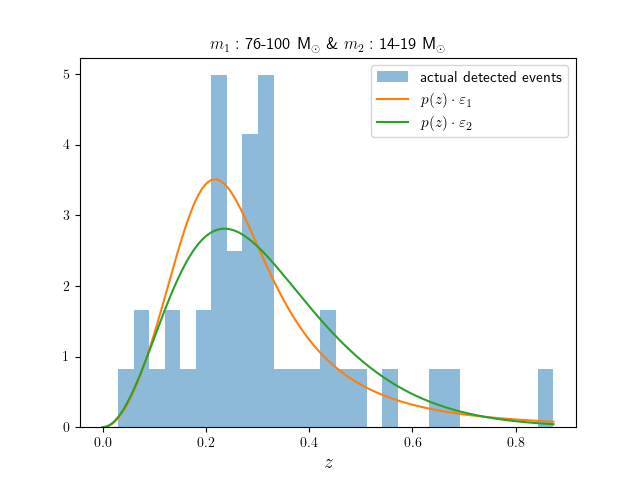 m₁ : 76-100 M⊙ & m₂ : 14-19 M⊙
actual detected events
p(z) · ε₁
p(z) · ε₂
5
4
3
2
1
0
0.0 0.2 0.4 0.6 0.8
z